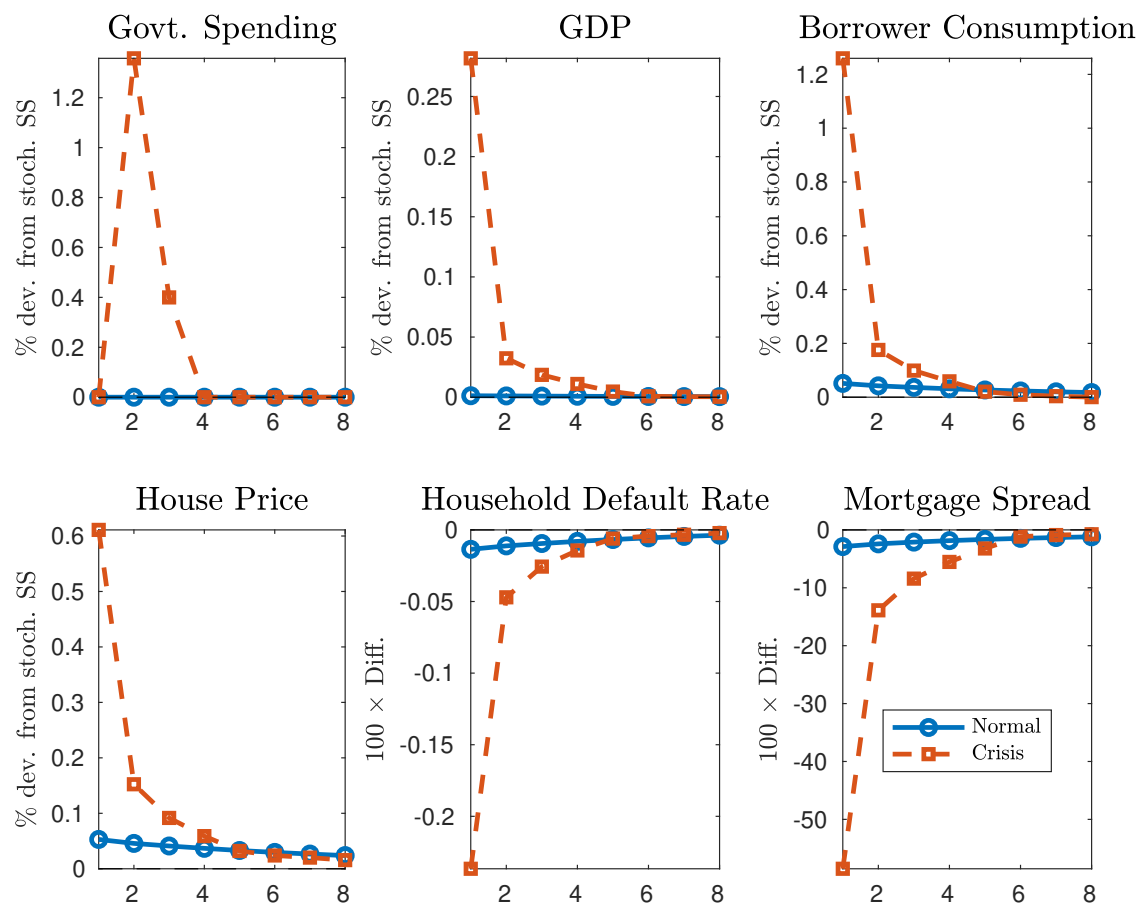 Govt. Spending
% dev. from stoch. SS
1.2
1
0.8
0.6
0.4
0.2
0
2 4 6 8
GDP
% dev. from stoch. SS
0.25
0.2
0.15
0.1
0.05
0
2 4 6 8
Borrower Consumption
% dev. from stoch. SS
1.2
1
0.8
0.6
0.4
0.2
0
2 4 6 8
House Price
% dev. from stoch. SS
0.6
0.5
0.4
0.3
0.2
0.1
0
2 4 6 8
Household Default Rate
100 × Diff.
0
-0.05
-0.1
-0.15
-0.2
2 4 6 8
Mortgage Spread
100 × Diff.
0
-10
-20
-30
-40
-50
2 4 6 8
Normal
Crisis